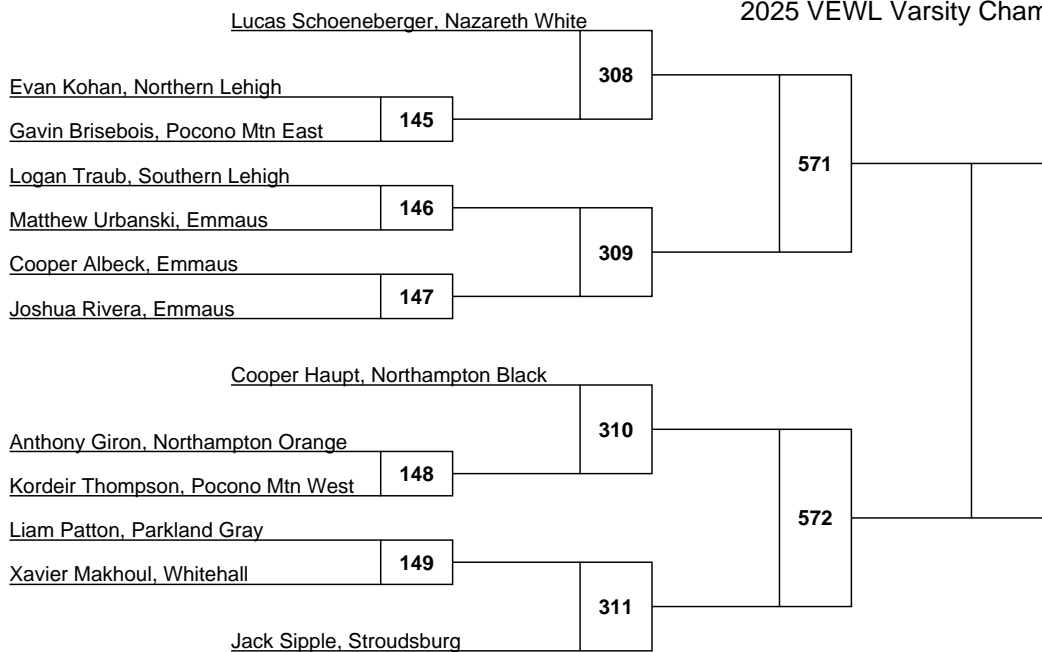 2025 VEWL Varsity Cham
Lucas Schoeneberger, Nazareth White
308
Evan Kohan, Northern Lehigh
145
Gavin Brisebois, Pocono Mtn East
571
Logan Traub, Southern Lehigh
146
Matthew Urbanski, Emmaus
309
Cooper Albeck, Emmaus
147
Joshua Rivera, Emmaus
Cooper Haupt, Northampton Black
310
Anthony Giron, Northampton Orange
148
Kordeir Thompson, Pocono Mtn West
572
Liam Patton, Parkland Gray
149
Xavier Makhoul, Whitehall
311
Jack Sipple, Stroudsburg